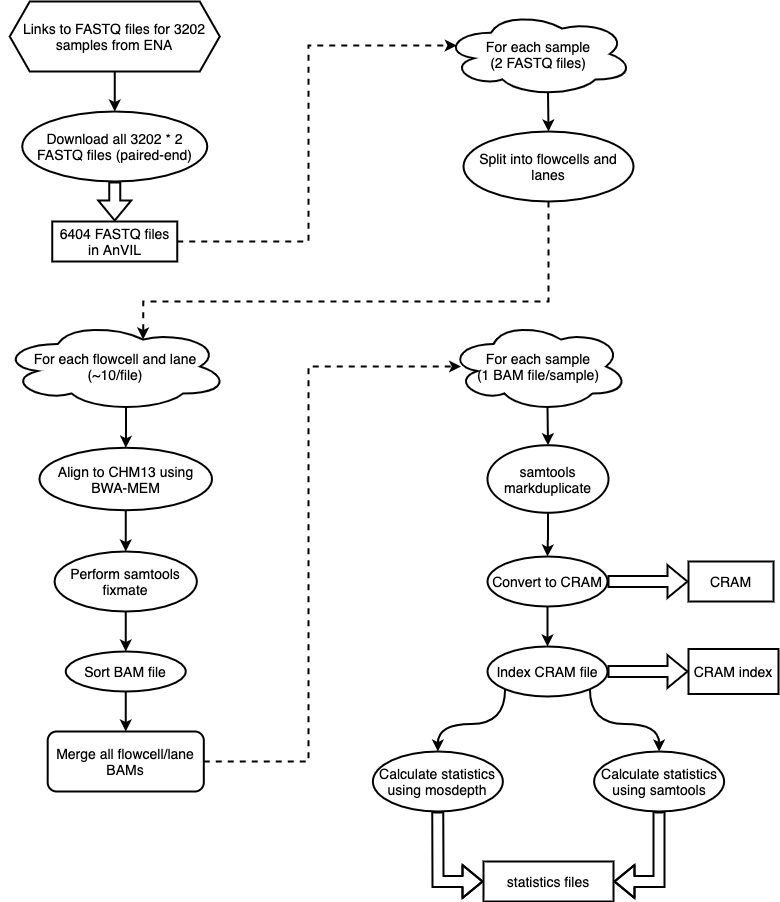 Links to FASTQ files for 3202
samples from ENA
Download all 3202 * 2
FASTQ files (paired-end)
6404 FASTQ files
in AnVIL
For each sample
(2 FASTQ files)
Split into flowcells and
lanes
For each flowcell and lane
(~10/file)
Align to CHM13 using
BWA-MEM
Perform samtools
fixmate
Sort BAM file
Merge all flowcell/lane
BAMs
For each sample
(1 BAM file/sample)
samtools
markduplicate
Convert to CRAM
CRAM
Index CRAM file
CRAM index
Calculate statistics
using mosdepth
Calculate statistics
using samtools
statistics files